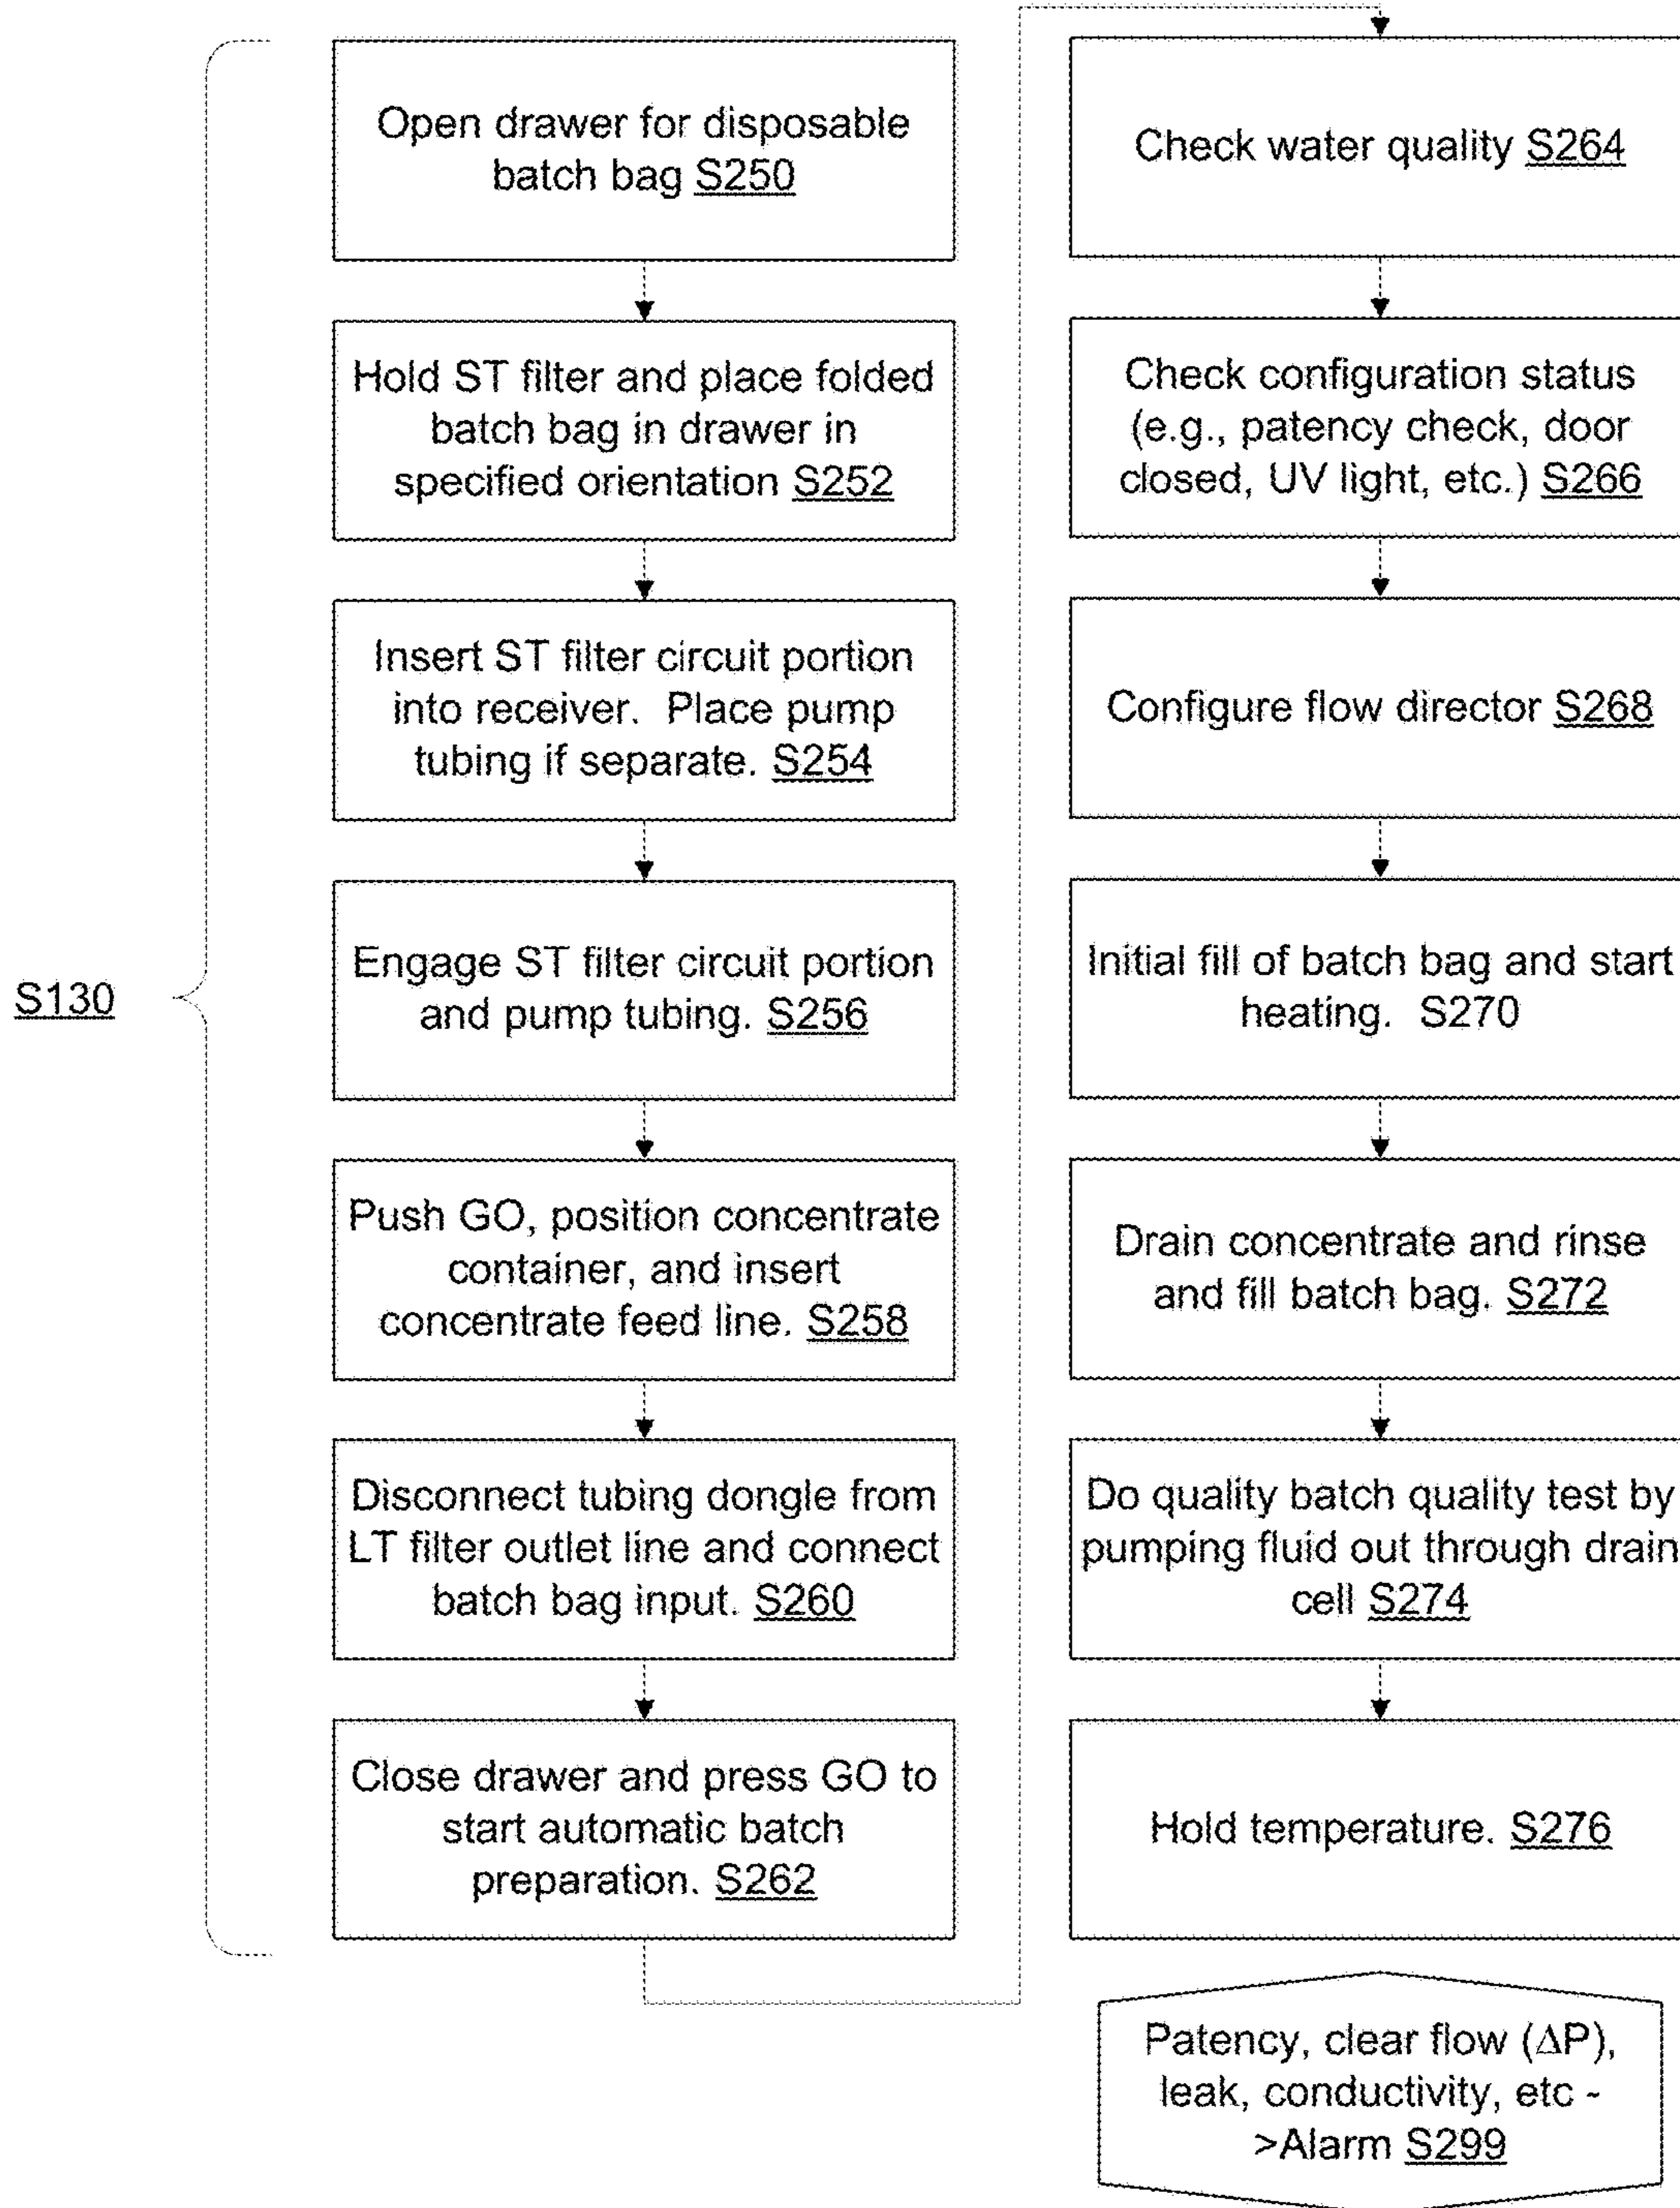 S130
Open drawer for disposable
batch bag S250
Hold ST filter and place folded
batch bag in drawer in
specified orientation S252
Insert ST filter circuit portion
into receiver.  Place pump
tubing if separate. S254
Engage ST filter circuit portion
and pump tubing. S256
Push GO, position concentrate
container, and insert
concentrate feed line. S258
Disconnect tubing dongle from
LT filter outlet line and connect
batch bag input. S260
Close drawer and press GO to
start automatic batch
preparation. S262
Check water quality S264
Check configuration status
(e.g., patency check, door
closed, UV light, etc.) S266
Configure flow director S268
Initial fill of batch bag and start
heating.  S270
Drain concentrate and rinse
and fill batch bag. S272
Do quality batch quality test by
pumping fluid out through drain
cell S274
Hold temperature. S276
Patency, clear flow (ΔP),
leak, conductivity, etc -
>Alarm S299